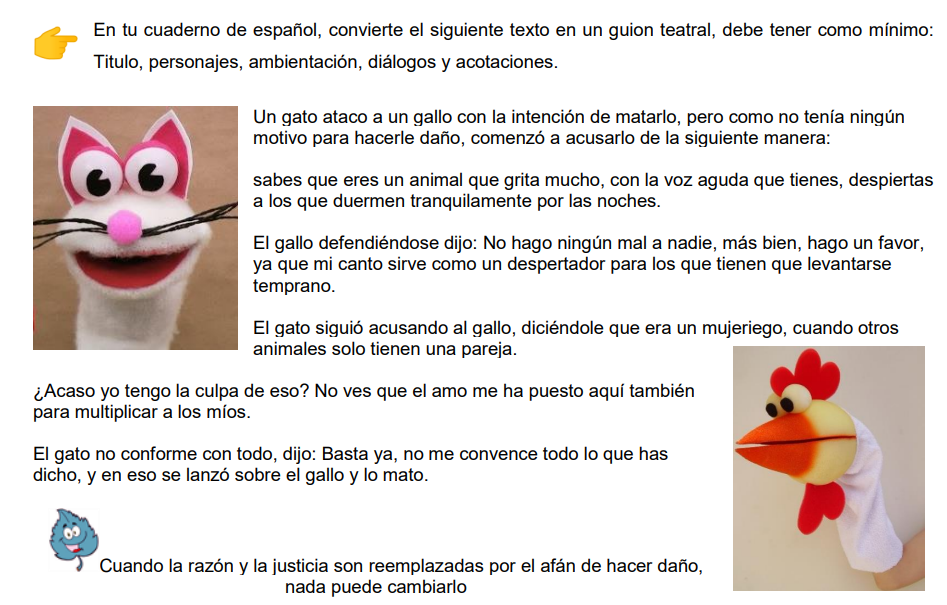 En tu cuaderno de español, convierte el siguiente texto en un guion teatral, debe tener como mínimo:
Titulo, personajes, ambientación, diálogos y acotaciones.
Un gato ataco a un gallo con la intención de matarlo, pero como no tenía ningún
motivo para hacerle daño, comenzó a acusarlo de la siguiente manera:
sabes que eres un animal que grita mucho, con la voz aguda que tienes, despiertas
a los que duermen tranquilamente por las noches.
El gallo defendiéndose dijo: No hago ningún mal a nadie, más bien, hago un favor,
ya que mi canto sirve como un despertador para los que tienen que levantarse
temprano.
El gato siguió acusando al gallo, diciéndole que era un mujeriego, cuando otros
animales solo tienen una pareja.
¿Acaso yo tengo la culpa de eso? No ves que el amo me ha puesto aquí también
para multiplicar a los míos.
El gato no conforme con todo, dijo: Basta ya, no me convence todo lo que has
dicho, y en eso se lanzó sobre el gallo y lo mato.
Cuando la razón y la justicia son reemplazadas por el afán de hacer daño,
nada puede cambiarlo